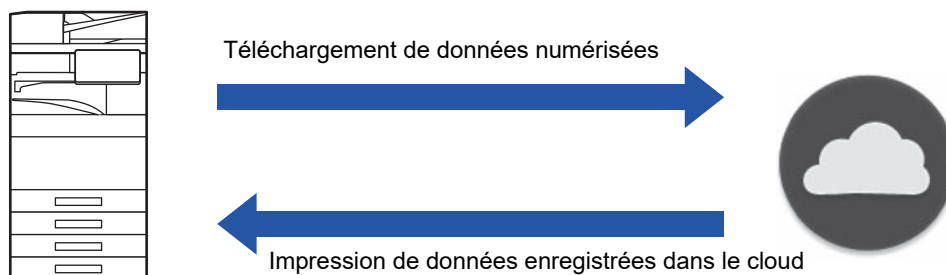 Téléchargement de données numérisées
Impression de données enregistrées dans le cloud